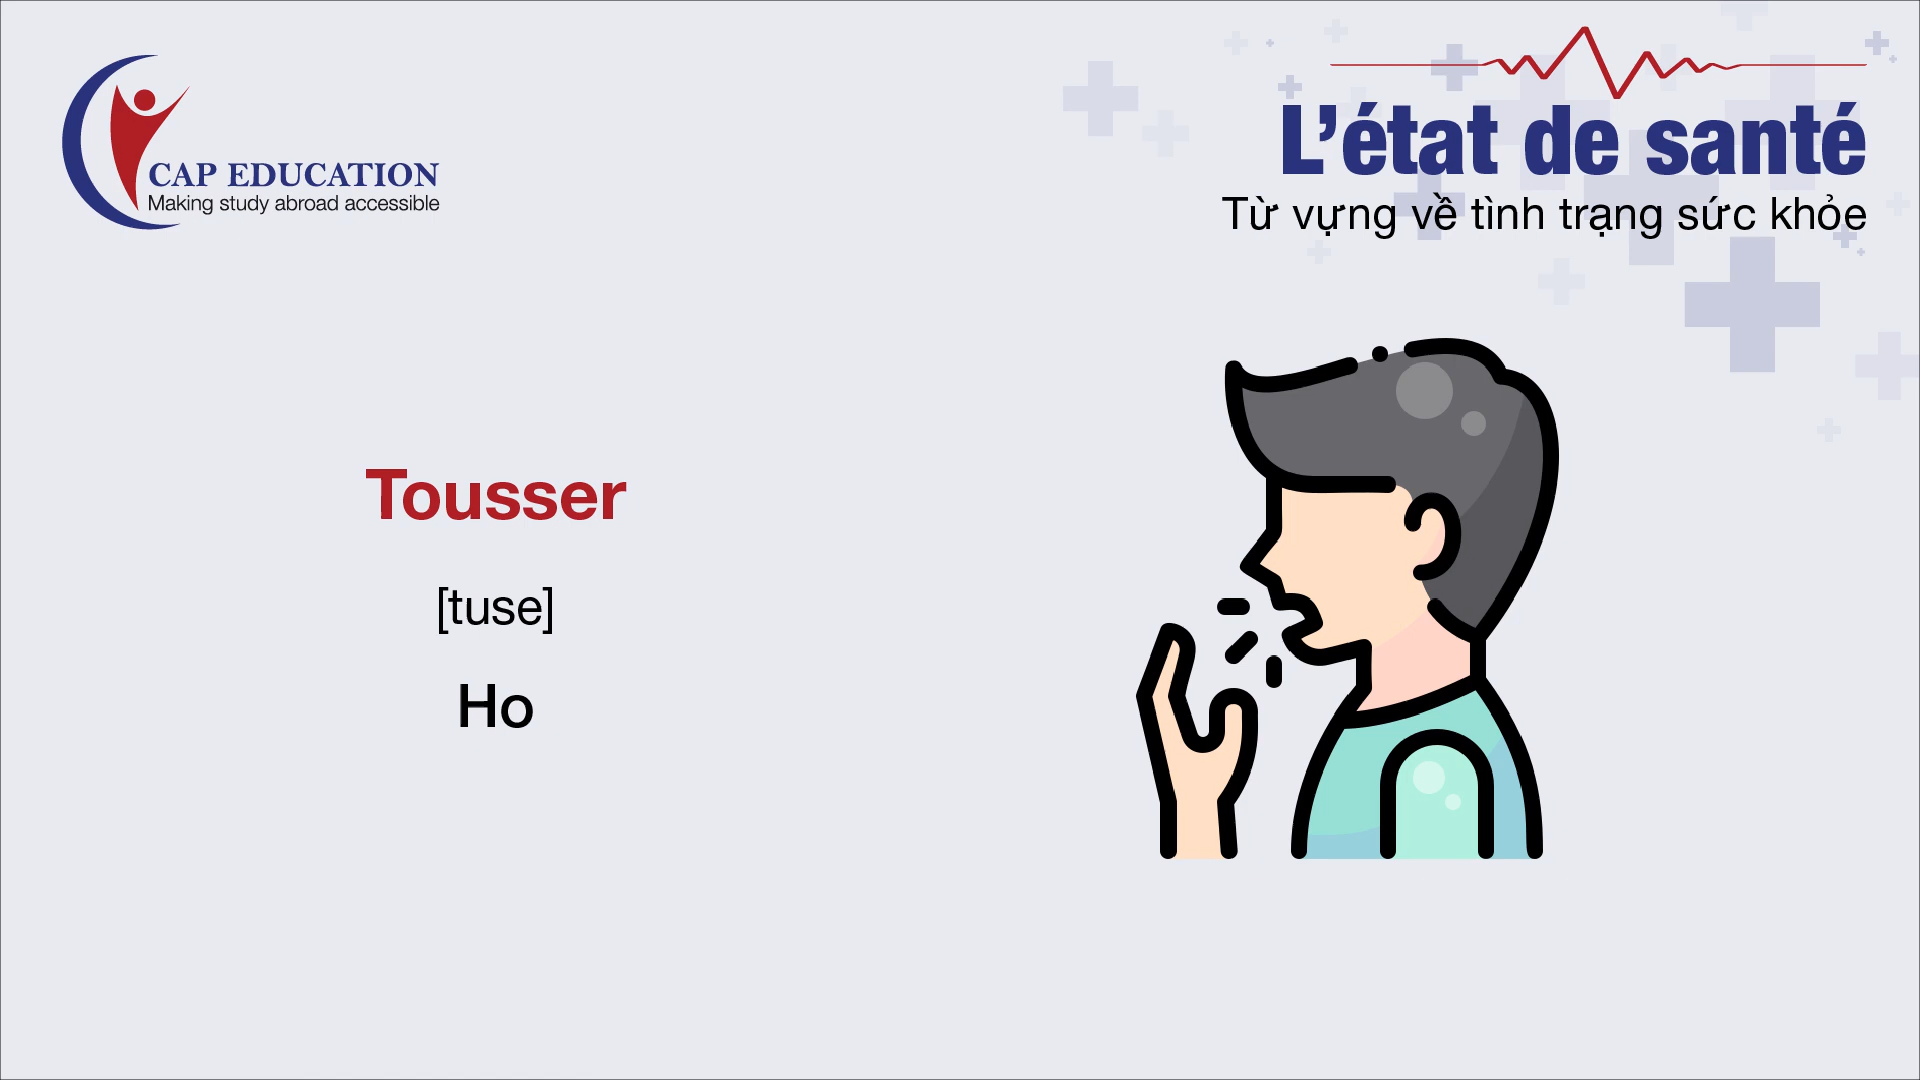 CAP EDUCATION
Making study abroad accessible
L’état de santé
Từ vựng về tình trạng sức khỏe
Tousser
[tuse]
Ho